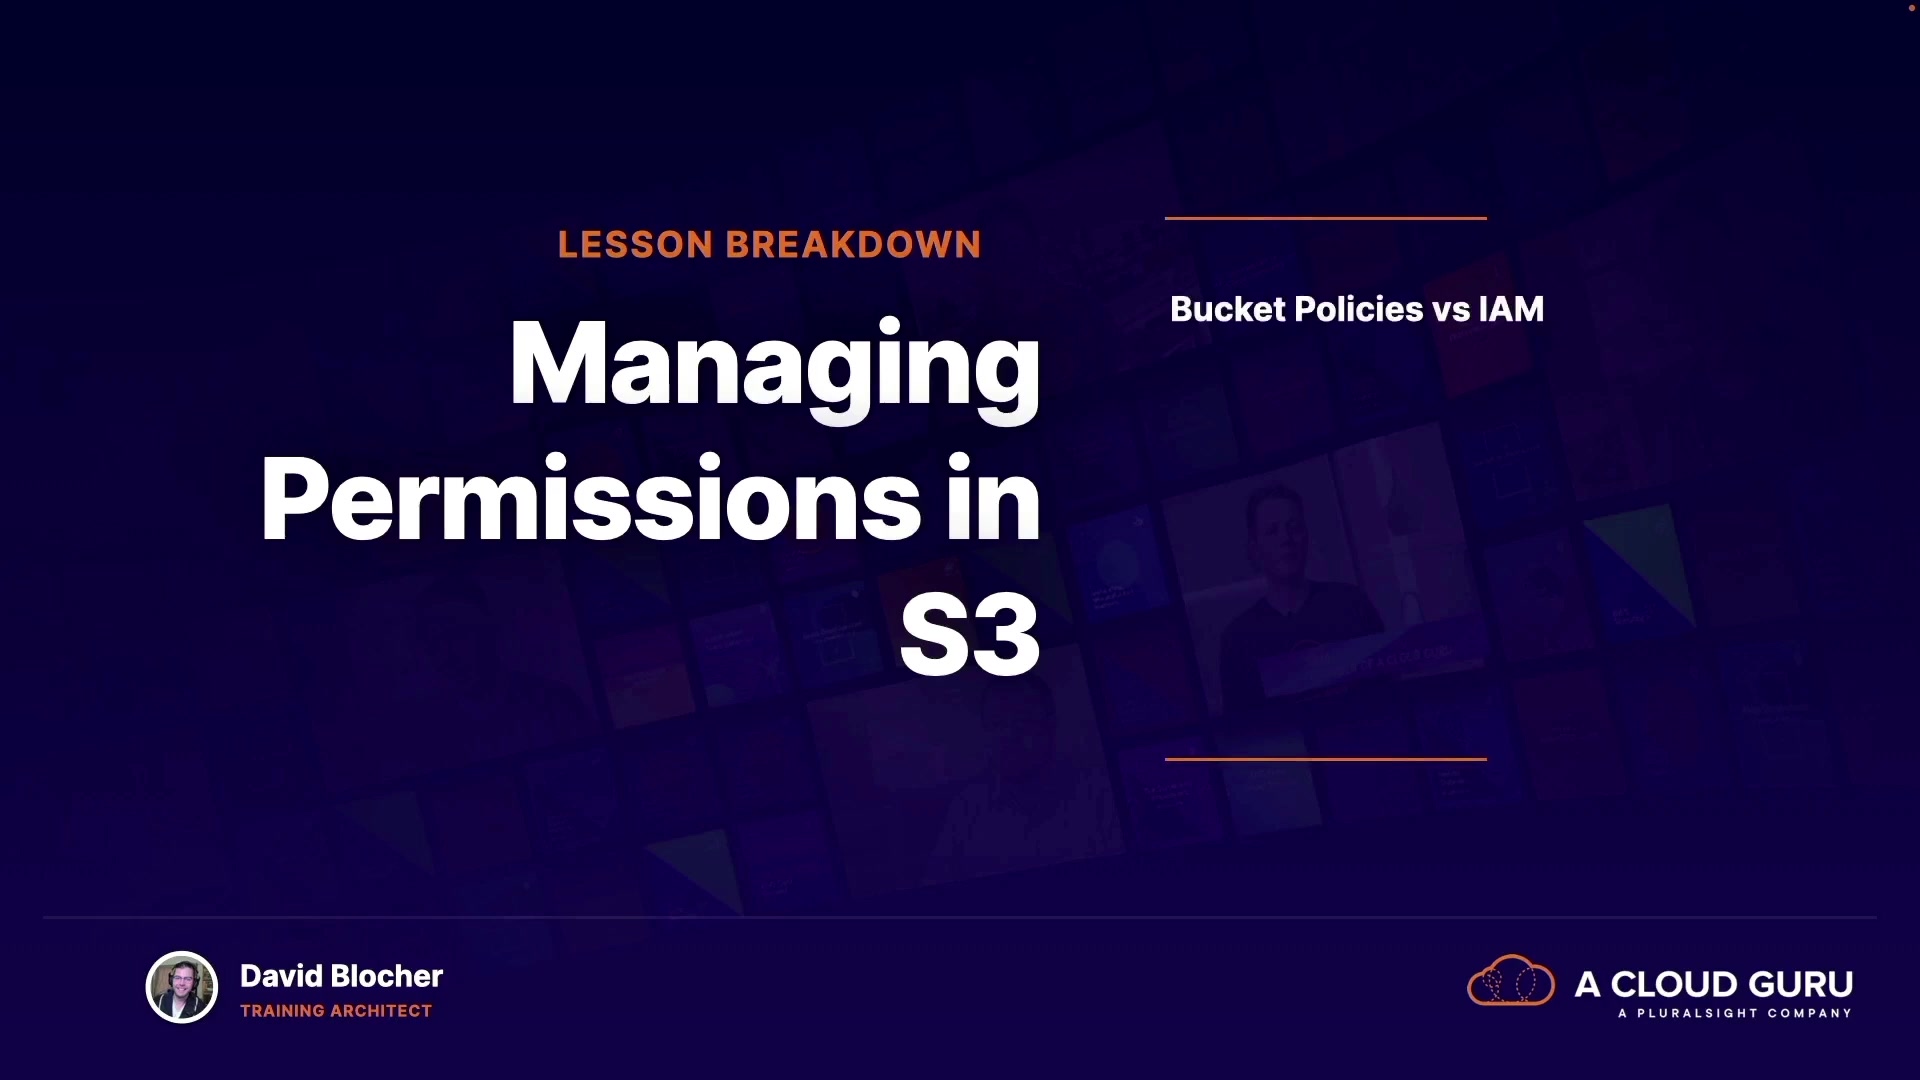 LESSON BREAKDOWN
Managing
Permissions in
S3
Bucket Policies vs IAM
David Blocher
TRAINING ARCHITECT
A CLOUD GURU
A PLURALSIGHT COMPANY